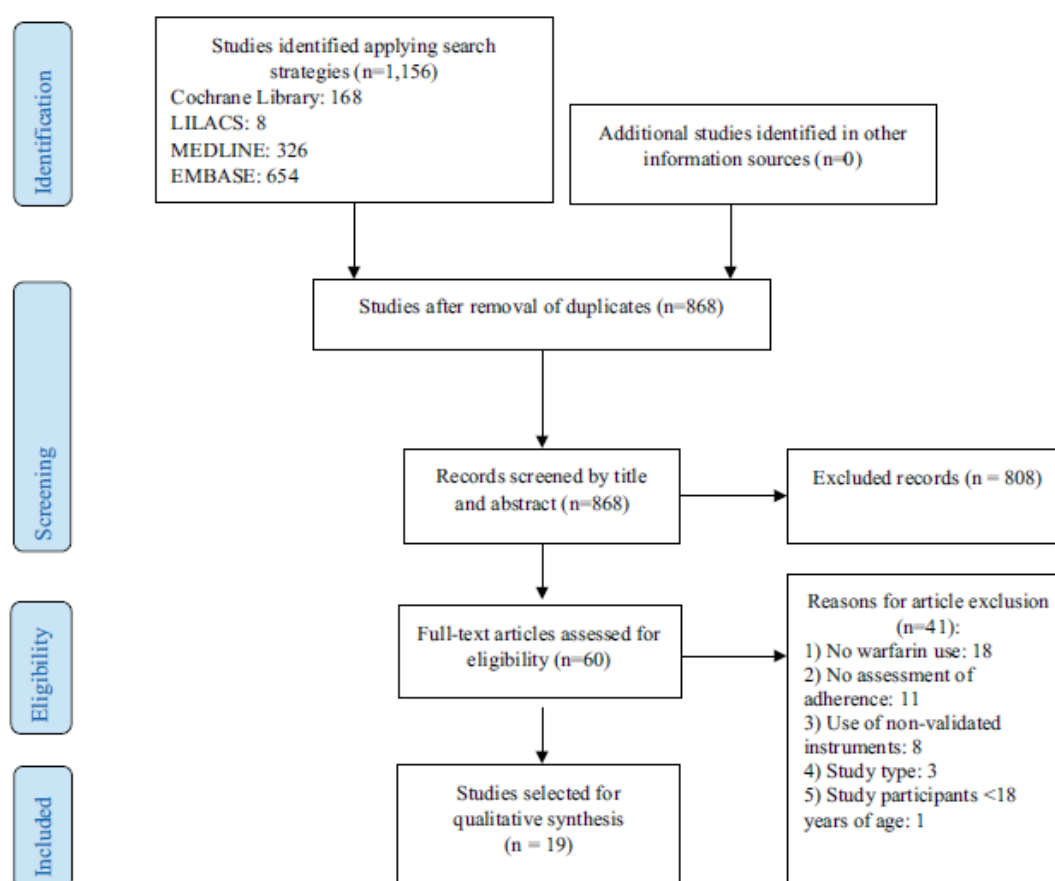 Identification
Studies identified applying search
strategies (n=1,156)
Cochrane Library: 168
LILACS: 8
MEDLINE: 326
EMBASE: 654
Additional studies identified in other
information sources (n=0)
Screening
Studies after removal of duplicates (n=868)
Records screened by title
and abstract (n=868)
Excluded records (n = 808)
Eligibility
Full-text articles assessed for
eligibility (n=60)
Reasons for article exclusion
(n=41):
1) No warfarin use: 18
2) No assessment of
adherence: 11
3) Use of non-validated
instruments: 8
4) Study type: 3
5) Study participants <18
years of age: 1
Included
Studies selected for
qualitative synthesis
(n = 19)